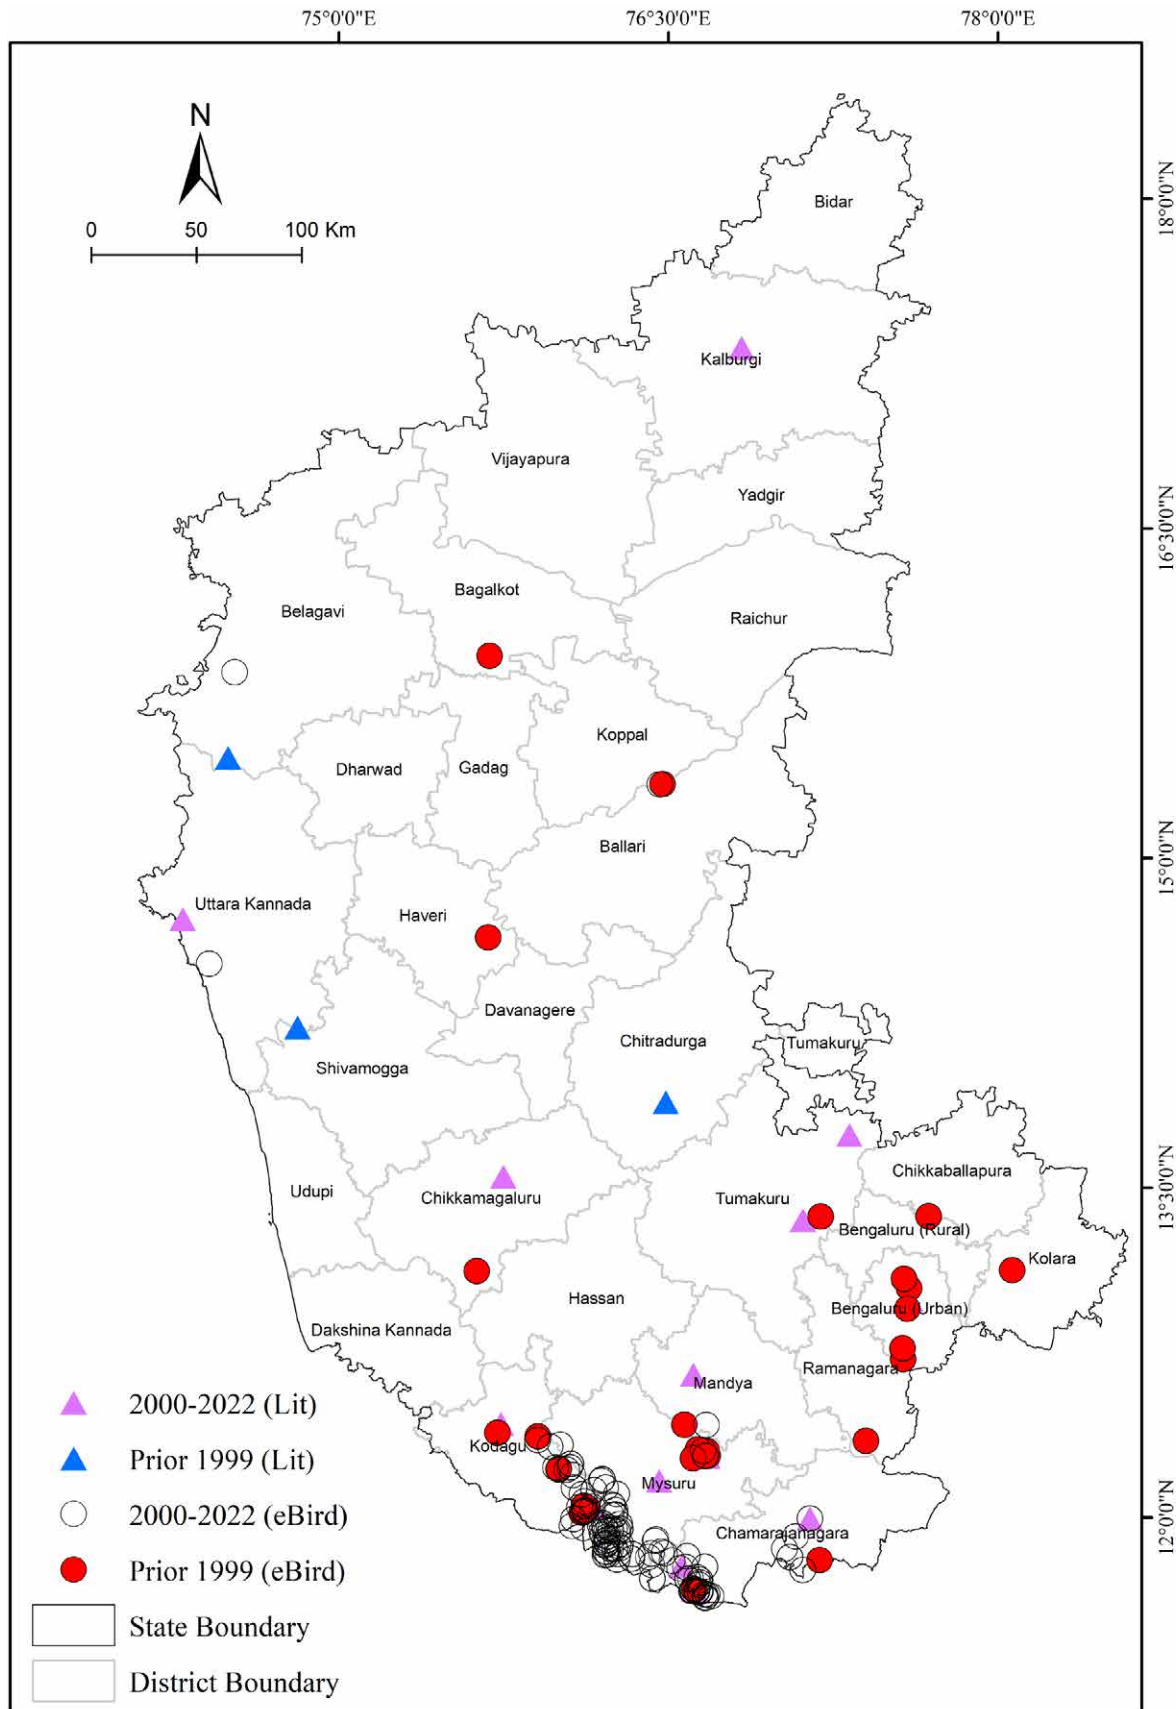 75°0'0"E 76°30'0"E 78°0'0"E
N
0 50 100 Km
18°0'0"N
16°30'0"N
15°0'0"N
13°30'0"N
12°0'0"N
Bidar
Kalburgi
Vijayapura
Yadgir
Bagalkot
Belagavi
Raichur
Koppal
Dharwad
Gadag
Ballari
Uttara Kannada
Haveri
Davanagere
Chitradurga
Tumakuru
Shivamogga
Chikkaballapura
Udupi
Chikkamagaluru
Tumakuru
Bengaluru (Rural)
Kolara
Hassan
Bengaluru (Urban)
Dakshina Kannada
Ramanagara
Mandya
Kodagu
Mysuru
Chamarajanagara
2000-2022 (Lit)
Prior 1999 (Lit)
2000-2022 (eBird)
Prior 1999 (eBird)
State Boundary
District Boundary